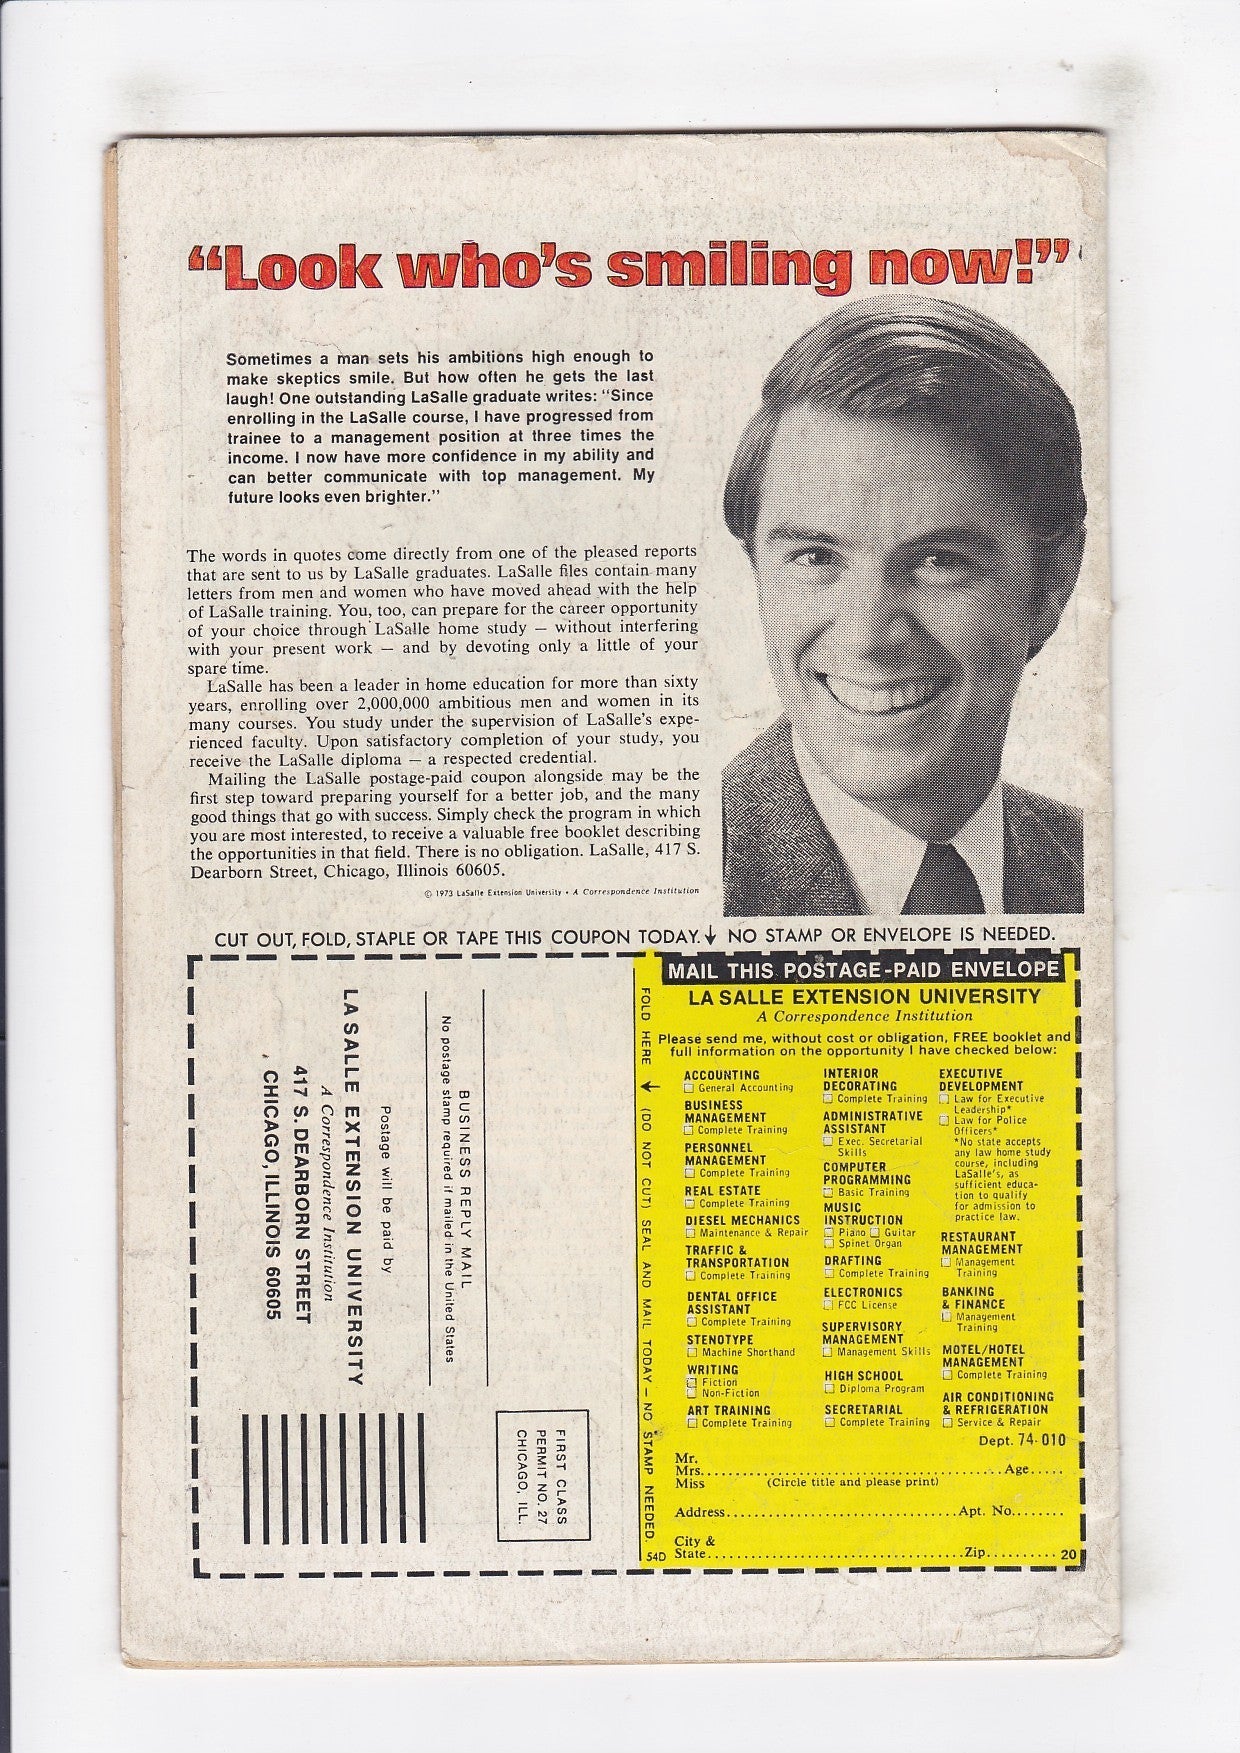 “Look who’s smiling now!”
Sometimes a man sets his ambitions high enough to
make skeptics smile. But how often he gets the last
laugh! One outstanding LaSalle graduate writes: "Since
enrolling in the LaSalle course, I have progressed from
trainee to a management position at three times the
income. I now have more confidence in my ability and
can better communicate with top management. My
future looks even brighter."
The words in quotes come directly from one of the pleased reports
that are sent to us by LaSalle graduates. LaSalle files contain many
letters from men and women who have moved ahead with the help
of LaSalle training. You, too, can prepare for the career opportunity
of your choice through LaSalle home study — without interfering
with your present work — and by devoting only a little of your
spare time.
LaSalle has been a leader in home education for more than sixty
years, enrolling over 2,000,000 ambitious men and women in its
many courses. You study under the supervision of LaSalle's expe-
rienced faculty. Upon satisfactory completion of your study, you
receive the LaSalle diploma — a respected credential.
Mailing the LaSalle postage-paid coupon alongside may be the
first step toward preparing yourself for a better job, and the many
good things that go with success. Simply check the program in which
you are most interested, to receive a valuable free booklet describing
the opportunities in that field. There is no obligation. LaSalle, 417 S.
Dearborn Street, Chicago, Illinois 60605.
© 1973 LaSalle Extension University • A Correspondence Institution
CUT OUT, FOLD, STAPLE OR TAPE THIS COUPON TODAY.↓ NO STAMP OR ENVELOPE IS NEEDED.
FIRST CLASS
PERMIT NO. 27
CHICAGO, ILL.
BUSINESS REPLY MAIL
No postage stamp required if mailed in the United States
Postage will be paid by
LA SALLE EXTENSION UNIVERSITY
A Correspondence Institution
417 S. DEARBORN STREET
CHICAGO, ILLINOIS 60605
FOLD HERE ← (DO NOT CUT) SEAL AND MAIL TODAY — NO STAMP NEEDED.
54D
MAIL THIS POSTAGE-PAID ENVELOPE
LA SALLE EXTENSION UNIVERSITY
A Correspondence Institution
Please send me, without cost or obligation, FREE booklet and
full information on the opportunity I have checked below:
ACCOUNTING
☐ General Accounting
BUSINESS
MANAGEMENT
☐ Complete Training
PERSONNEL
MANAGEMENT
☐ Complete Training
REAL ESTATE
☐ Complete Training
DIESEL MECHANICS
☐ Maintenance & Repair
TRAFFIC &
TRANSPORTATION
☐ Complete Training
DENTAL OFFICE
ASSISTANT
☐ Complete Training
STENOTYPE
☐ Machine Shorthand
WRITING
☐ Fiction
☐ Non-Fiction
ART TRAINING
☐ Complete Training
INTERIOR
DECORATING
☐ Complete Training
ADMINISTRATIVE
ASSISTANT
☐ Exec. Secretarial
Skills
COMPUTER
PROGRAMMING
☐ Basic Training
MUSIC
INSTRUCTION
☐ Piano ☐ Guitar
☐ Spinet Organ
DRAFTING
☐ Complete Training
ELECTRONICS
☐ FCC License
SUPERVISORY
MANAGEMENT
☐ Management Skills
HIGH SCHOOL
☐ Diploma Program
SECRETARIAL
☐ Complete Training
EXECUTIVE
DEVELOPMENT
☐ Law for Executive
Leadership*
☐ Law for Police
Officers*
*No state accepts
any law home study
course, including
LaSalle's, as
sufficient educa-
tion to qualify
for admission to
practice law.
RESTAURANT
MANAGEMENT
☐ Management
Training
BANKING
& FINANCE
☐ Management
Training
MOTEL/HOTEL
MANAGEMENT
☐ Complete Training
AIR CONDITIONING
& REFRIGERATION
☐ Service & Repair
Dept. 74-010
Mr.
Mrs. Age
Miss (Circle title and please print)
Address Apt. No.
City &
State Zip 20